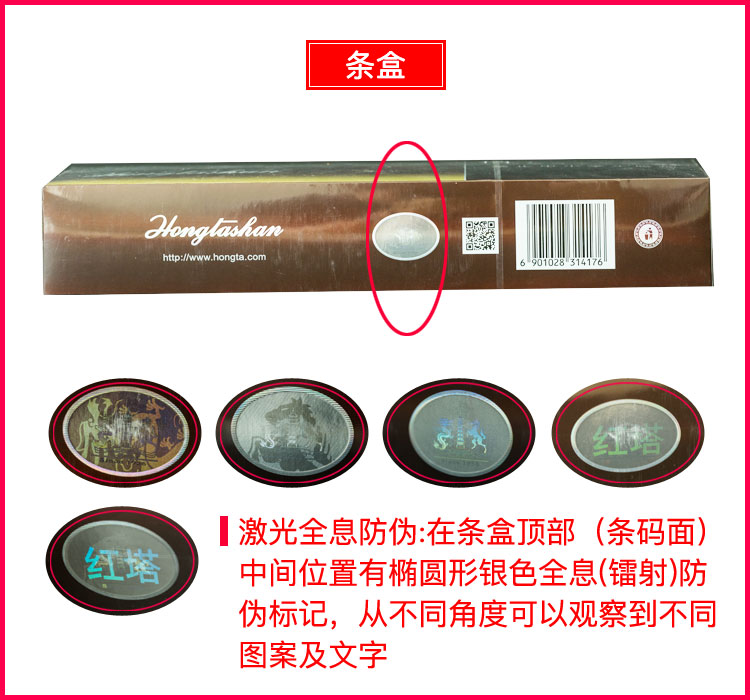 条盒
Hongtashan
http://www.hongta.com
6 901028 314176
红塔
红塔
激光全息防伪:在条盒顶部（条码面）
中间位置有椭圆形银色全息(镭射)防
伪标记，从不同角度可以观察到不同
图案及文字